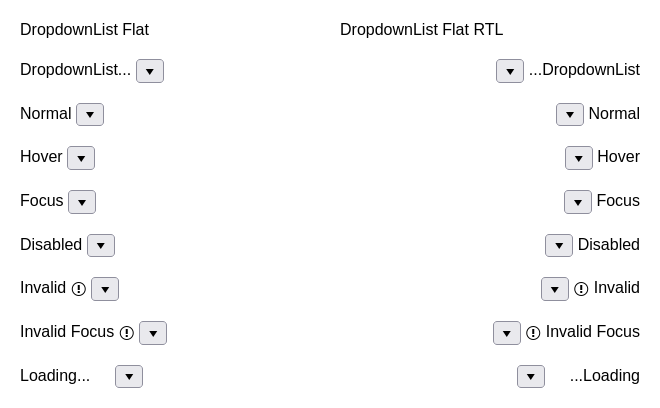 DropdownList Flat
DropdownList...
Normal
Hover
Focus
Disabled
Invalid
Invalid Focus
Loading...
DropdownList Flat RTL
...DropdownList
Normal
Hover
Focus
Disabled
Invalid
Invalid Focus
...Loading